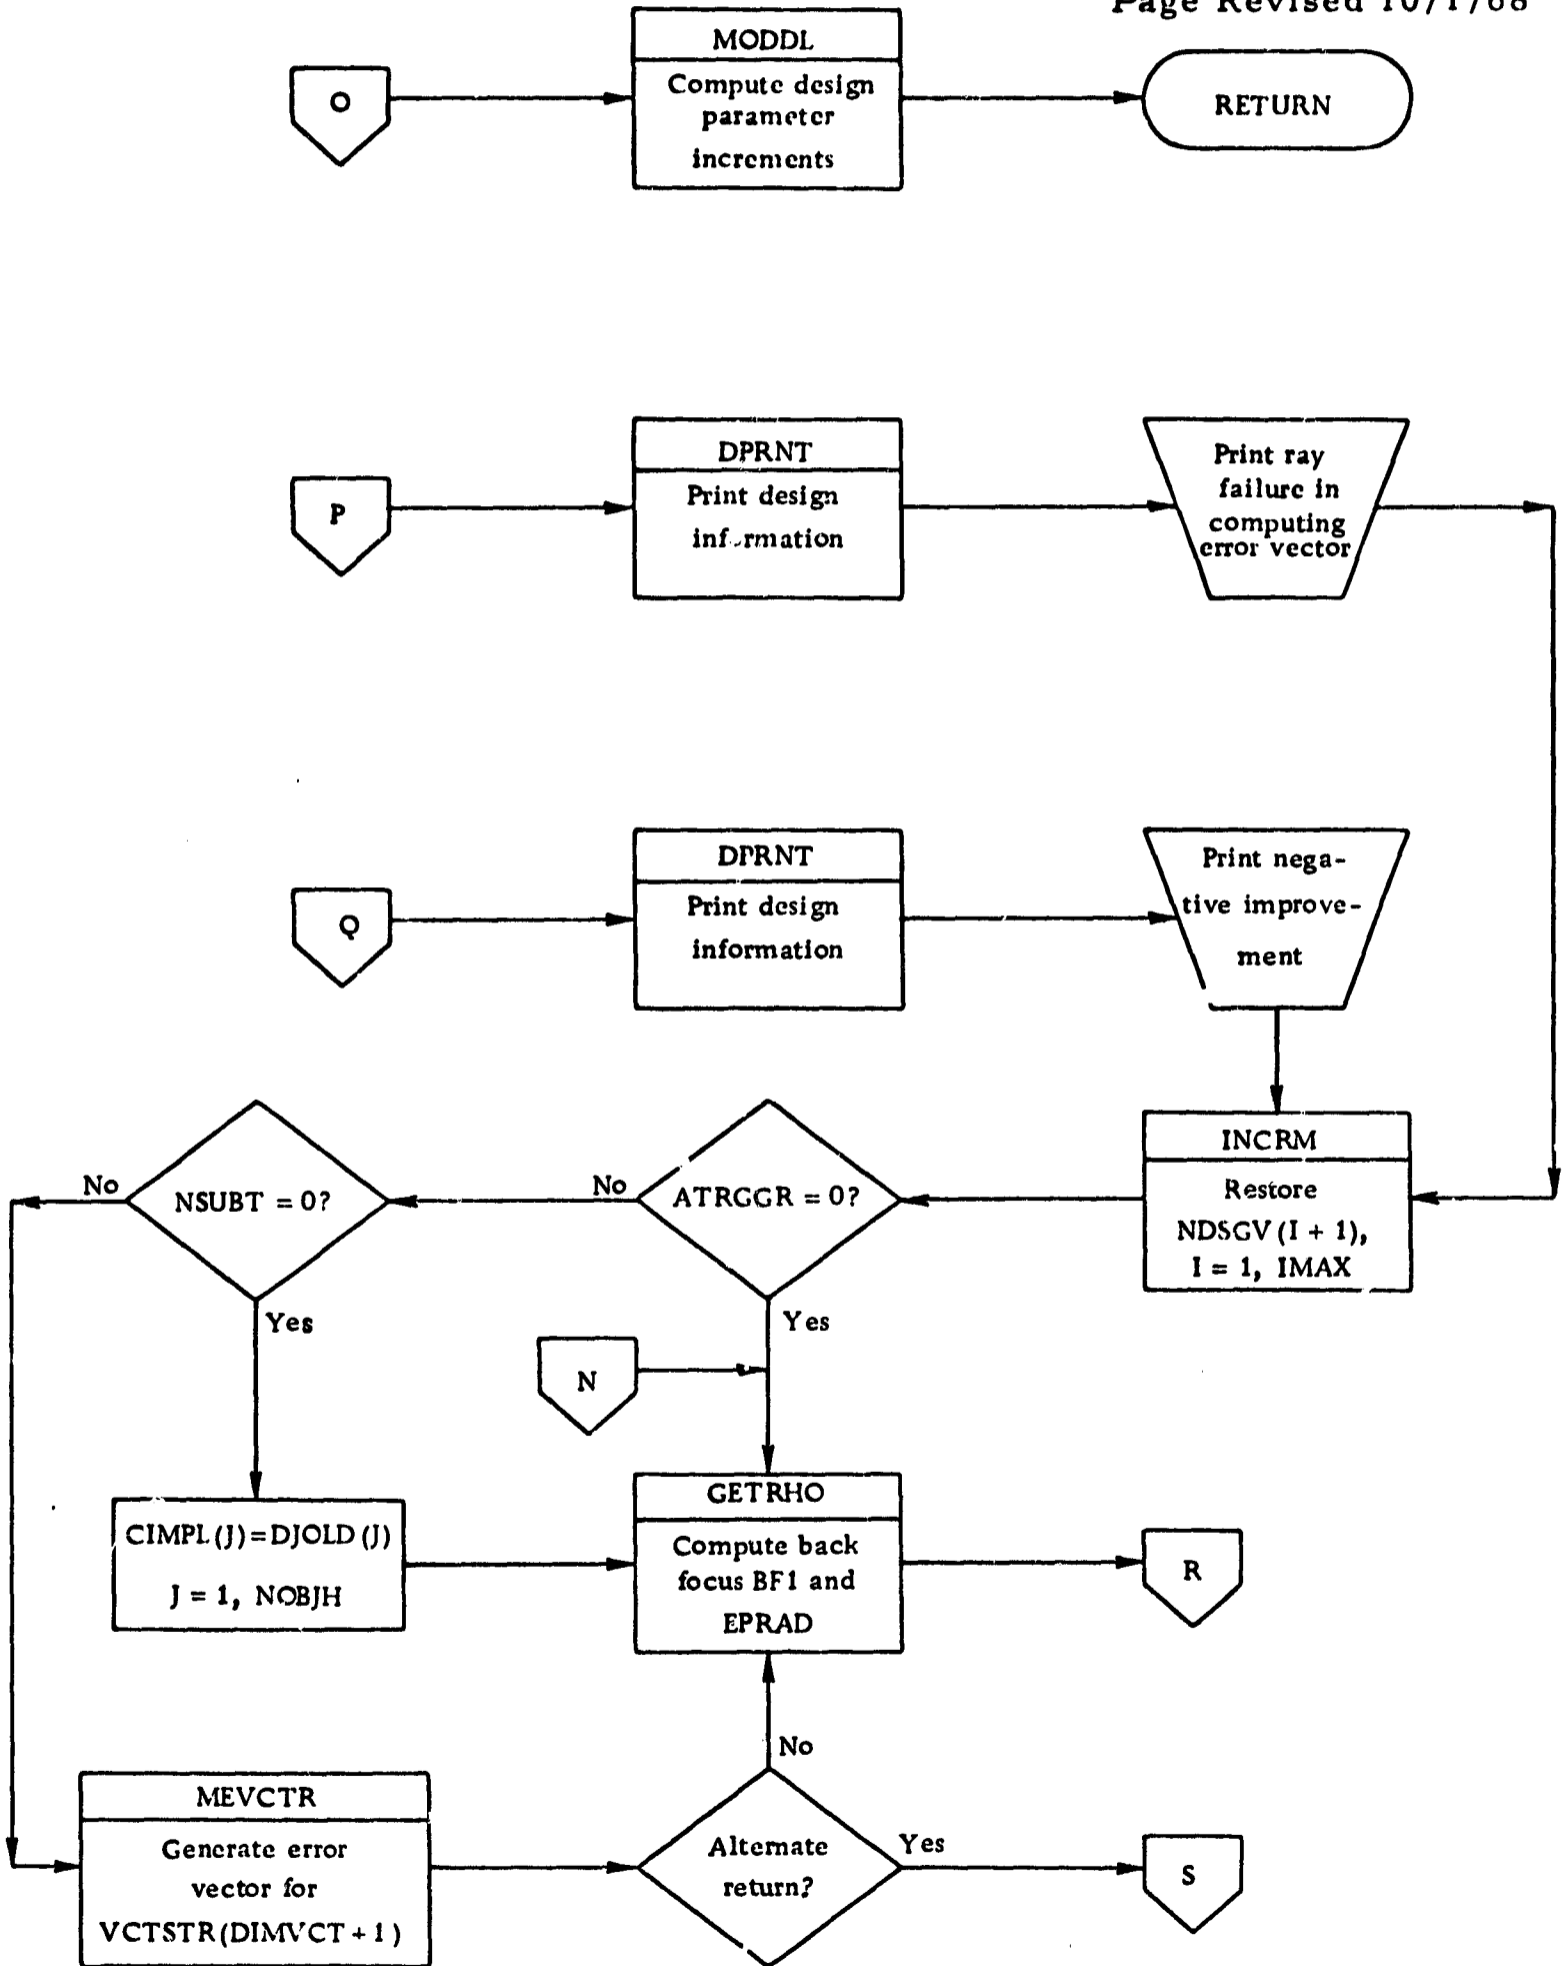 Page Revised 10/1/68
MODDL
O
Compute design
parameter
increments
RETURN
DPRNT
P
Print design
inf.rmation
Print ray
failure in
computing
error vector
DPRNT
Q
Print design
information
Print nega-
tive improve-
ment
INCRM
Restore
NDSGV(I + 1),
I = 1, IMAX
ATRGGR = 0?
No
NSUBT = 0?
No
Yes
Yes
N
CIMPL(J)=DJOLD(J)
J = 1, NOBJH
GETRHO
Compute back
focus BF1 and
EPRAD
R
No
MEVCTR
Generate error
vector for
VCTSTR(DIMVCT + 1)
Alternate
return?
Yes
S